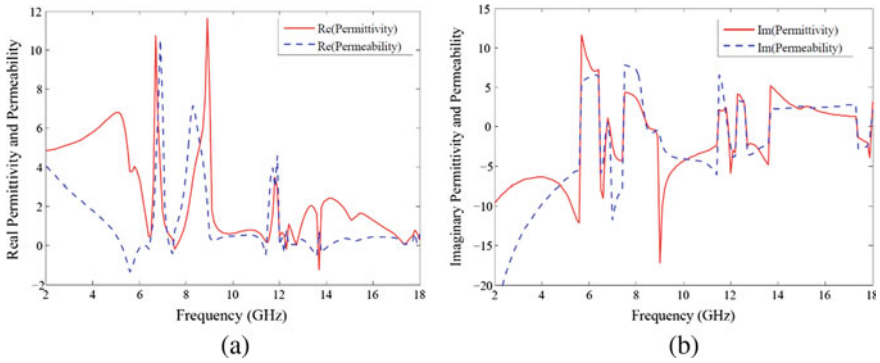 Real Permittivity and Permeability
12
10
8
6
4
2
0
−2
2 4 6 8 10 12 14 16 18
Frequency (GHz)
Re(Permittivity)
Re(Permeability)
(a)
Imaginary Permittivity and Permeability
15
10
5
0
−5
−10
−15
−20
2 4 6 8 10 12 14 16 18
Frequency (GHz)
Im(Permittivity)
Im(Permeability)
(b)